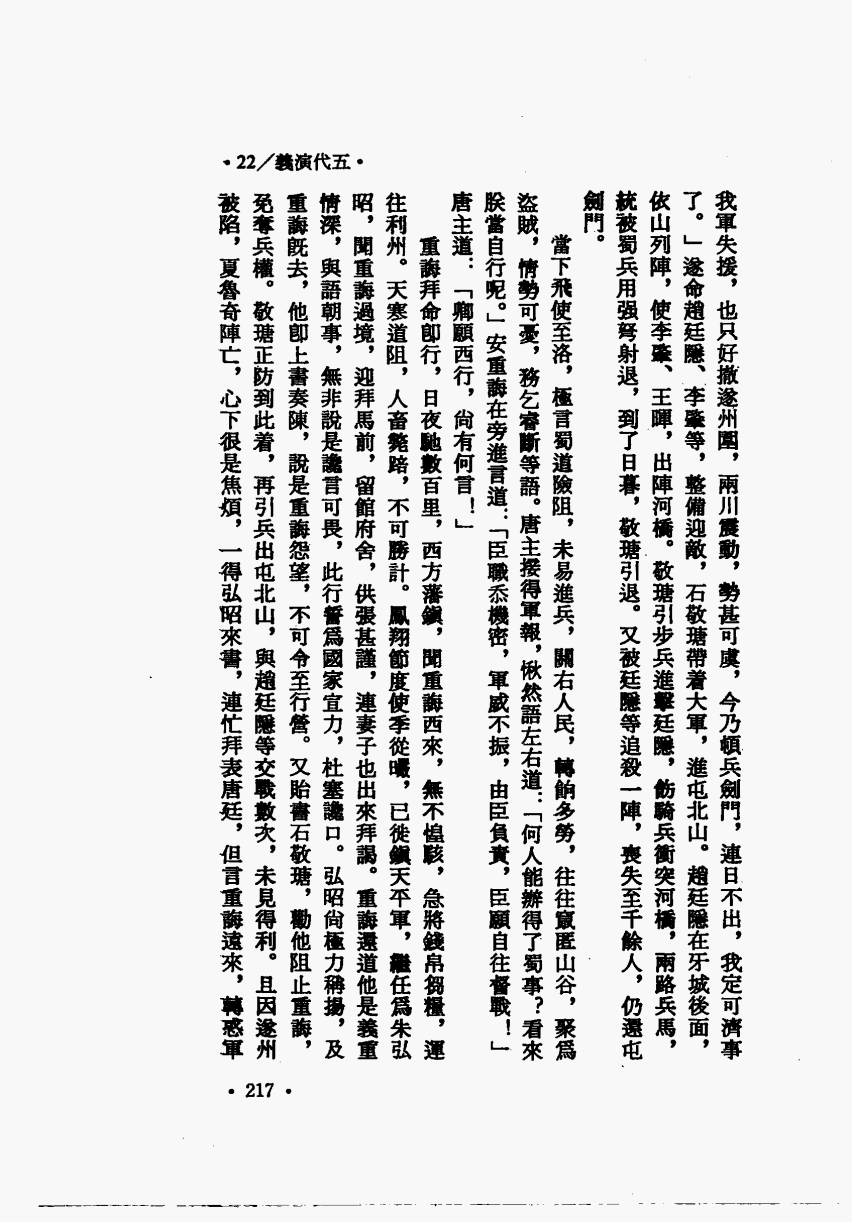 •22／義演代五•
我軍失援，也只好撤遂州圍，兩川震動，勢甚可虞，今乃頓兵劍門，連日不出，我定可濟事
了。」遂命趙廷隱、李肇等，整備迎敵，石敬瑭帶着大軍，進屯北山。趙廷隱在牙城後面，
依山列陣，使李肇、王暉，出陣河橋。敬瑭引步兵進擊廷隱，飭騎兵衝突河橋，兩路兵馬，
統被蜀兵用强弩射退，到了日暮，敬瑭引退。又被廷隱等追殺一陣，喪失至千餘人，仍還屯
劍門。
當下飛使至洛，極言蜀道險阻，未易進兵，關右人民，轉餉多勞，往往竄匿山谷，聚爲
盜賊，情勢可憂，務乞睿斷等語。唐主接得軍報，愀然語左右道：「何人能辦得了蜀事？看來
朕當自行呢。」安重誨在旁進言道：「臣職忝機密，軍威不振，由臣負責，臣願自往督戰！」
唐主道：「卿願西行，尙有何言！」
重誨拜命卽行，日夜馳數百里，西方藩鎭，聞重誨西來，無不惶駭，急將錢帛芻糧，運
往利州。天寒道阻，人畜斃踣，不可勝計。鳳翔節度使季從曮，已徙鎭天平軍，繼任爲朱弘
昭，聞重誨過境，迎拜馬前，留館府舍，供張甚謹，連妻子也出來拜謁。重誨還道他是義重
情深，與語朝事，無非說是讒言可畏，此行誓爲國家宣力，杜塞讒口。弘昭尙極力稱揚，及
重誨旣去，他卽上書奏陳，說是重誨怨望，不可令至行營。又貽書石敬瑭，勸他阻止重誨，
免奪兵權。敬瑭正防到此着，再引兵出屯北山，與趙廷隱等交戰數次，未見得利。且因遂州
被陷，夏魯奇陣亡，心下很是焦煩，一得弘昭來書，連忙拜表唐廷，但言重誨遠來，轉惑軍
•217•